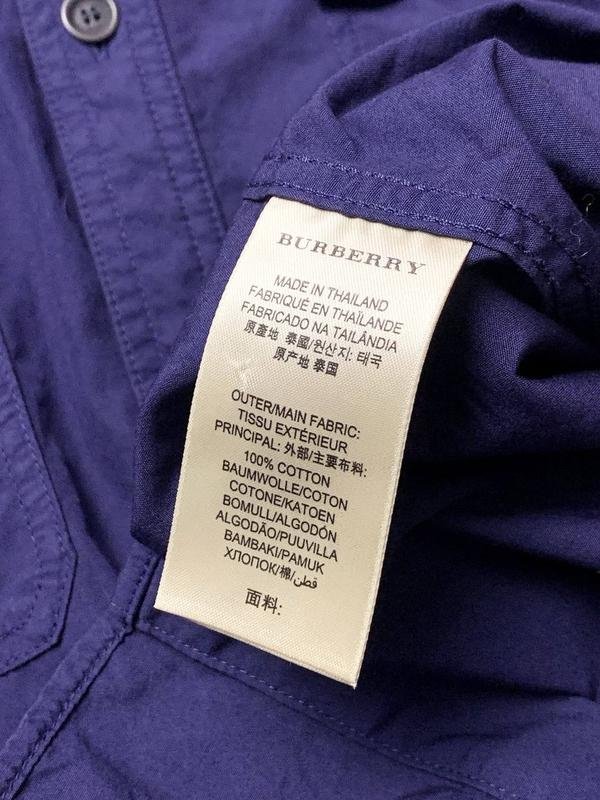 BURBERRY
MADE IN THAILAND
FABRIQUÉ EN THAÏLANDE
FABRICADO NA TAILÂNDIA
原產地 泰國/원산지: 태국
原产地 泰国
OUTER/MAIN FABRIC:
TISSU EXTÉRIEUR
PRINCIPAL: 外部/主要布料:
100% COTTON
BAUMWOLLE/COTON
COTONE/KATOEN
BOMULL/ALGODÓN
ALGODÃO/PUUVILLA
BAMBAKI/PAMUK
ХЛОПОК/棉/قطن
面料: